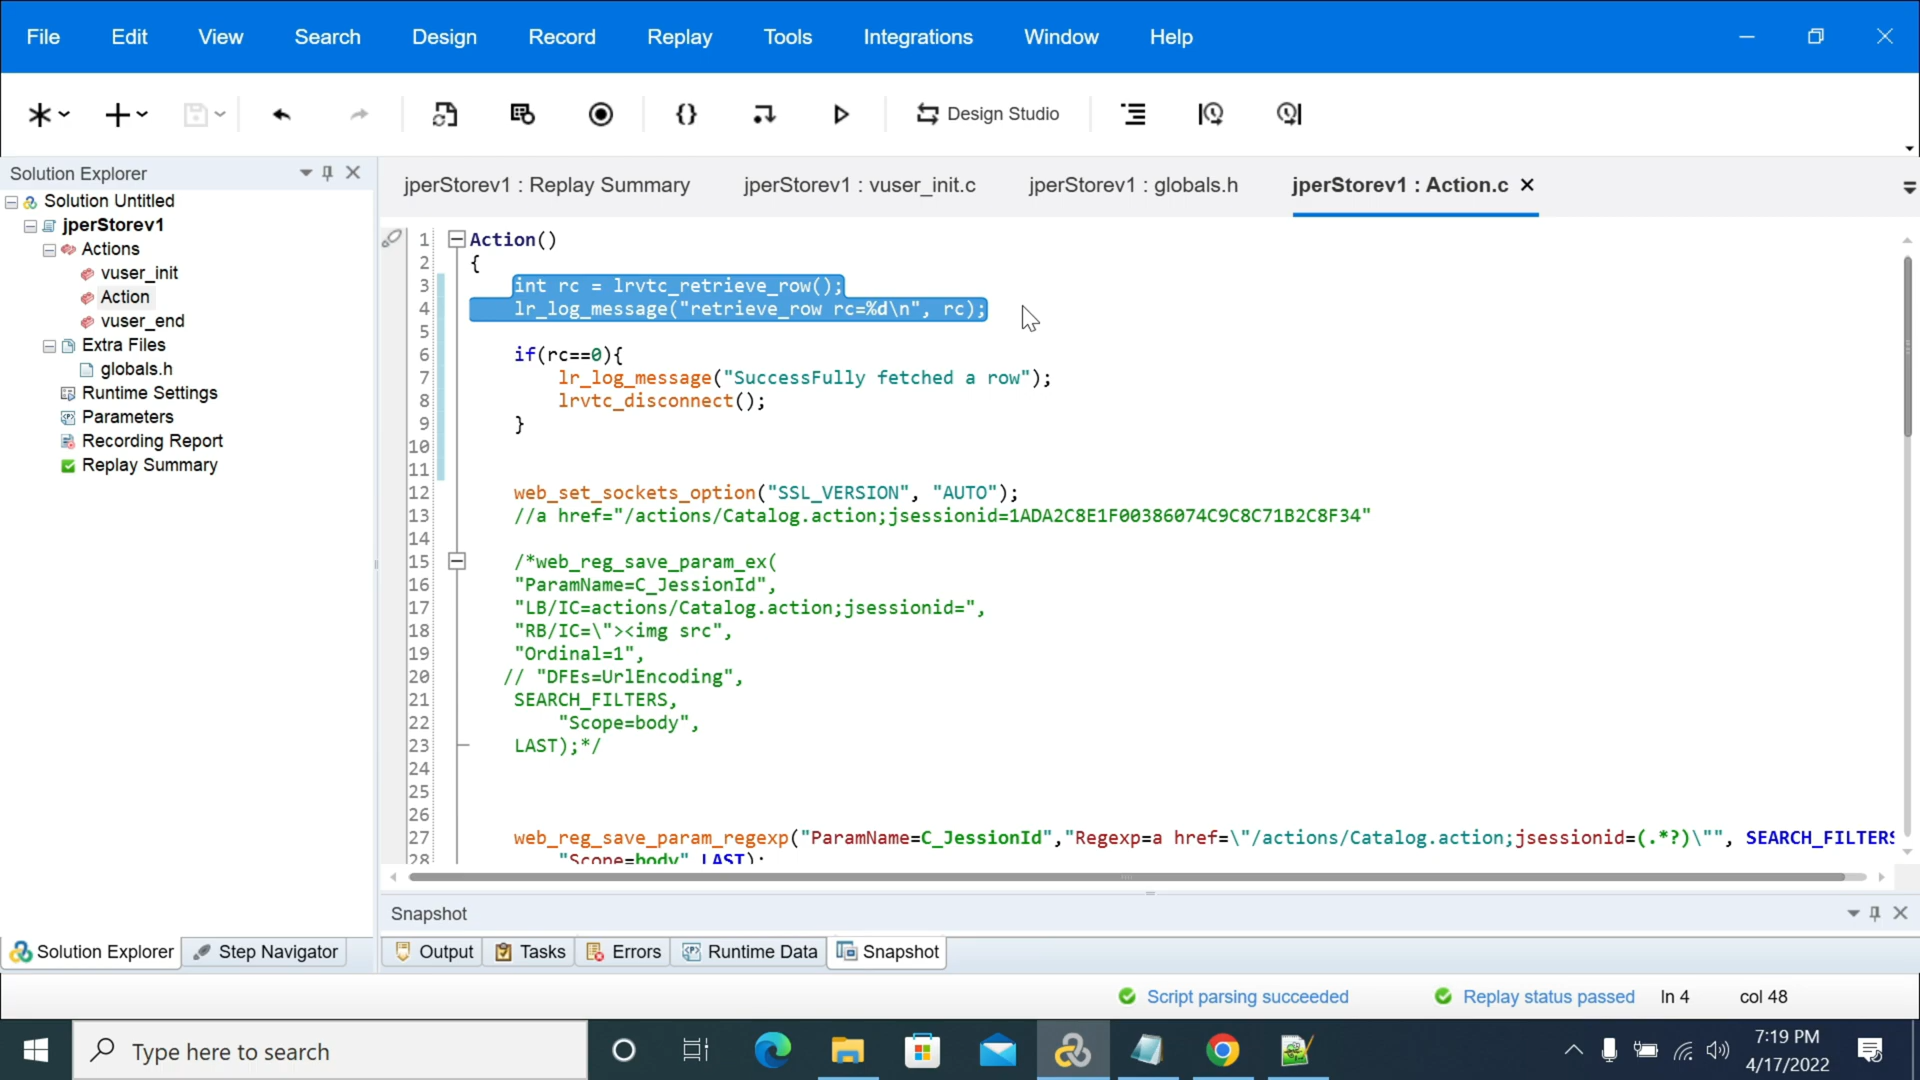 File Edit View Search Design Record Replay Tools Integrations Window Help
Design Studio
Solution Explorer
Solution Untitled
jperStorev1
Actions
vuser_init
Action
vuser_end
Extra Files
globals.h
Runtime Settings
Parameters
Recording Report
Replay Summary
jperStorev1 : Replay Summary jperStorev1 : vuser_init.c jperStorev1 : globals.h jperStorev1 : Action.c
1 Action()
2 {
3 int rc = lrvtc_retrieve_row();
4 lr_log_message("retrieve_row rc=%d\n", rc);
5
6 if(rc==0){
7 lr_log_message("SuccessFully fetched a row");
8 lrvtc_disconnect();
9 }
10
11
12 web_set_sockets_option("SSL_VERSION", "AUTO");
13 //a href="/actions/Catalog.action;jsessionid=1ADA2C8E1F00386074C9C8C71B2C8F34"
14
15 /*web_reg_save_param_ex(
16 "ParamName=C_JessionId",
17 "LB/IC=actions/Catalog.action;jsessionid=",
18 "RB/IC=\"><img src",
19 "Ordinal=1",
20 // "DFEs=UrlEncoding",
21 SEARCH_FILTERS,
22 "Scope=body",
23 LAST);*/
24
25
26
27 web_reg_save_param_regexp("ParamName=C_JessionId","Regexp=a href=\"/actions/Catalog.action;jsessionid=(.*?)\"", SEARCH_FILTERS
28 "Scope=body",LAST);
Snapshot
Solution Explorer Step Navigator Output Tasks Errors Runtime Data Snapshot
Script parsing succeeded Replay status passed ln 4 col 48
Type here to search
7:19 PM
4/17/2022